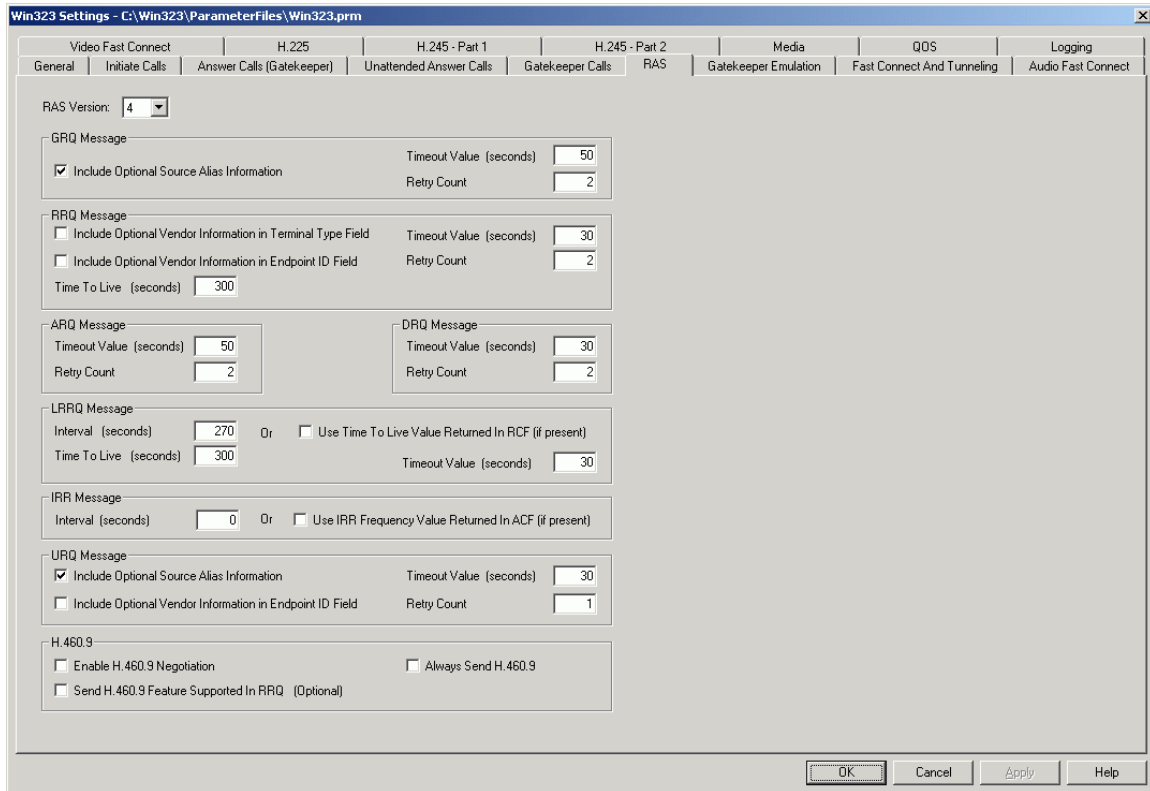 Win323 Settings - C:\Win323\ParameterFiles\Win323.prm
Video Fast Connect H.225 H.245 - Part 1 H.245 - Part 2 Media QOS Logging
General Initiate Calls Answer Calls (Gatekeeper) Unattended Answer Calls Gatekeeper Calls RAS Gatekeeper Emulation Fast Connect And Tunneling Audio Fast Connect
RAS Version: 4
GRQ Message
Timeout Value (seconds) 50
Include Optional Source Alias Information
Retry Count 2
RRQ Message
Include Optional Vendor Information in Terminal Type Field Timeout Value (seconds) 30
Include Optional Vendor Information in Endpoint ID Field Retry Count 2
Time To Live (seconds) 300
ARQ Message DRQ Message
Timeout Value (seconds) 50 Timeout Value (seconds) 30
Retry Count 2 Retry Count 2
LRRQ Message
Interval (seconds) 270 Or Use Time To Live Value Returned In RCF (if present)
Time To Live (seconds) 300 Timeout Value (seconds) 30
IRR Message
Interval (seconds) 0 Or Use IRR Frequency Value Returned In ACF (if present)
URQ Message
Include Optional Source Alias Information Timeout Value (seconds) 30
Include Optional Vendor Information in Endpoint ID Field Retry Count 1
H.460.9
Enable H.460.9 Negotiation Always Send H.460.9
Send H.460.9 Feature Supported In RRQ (Optional)
OK Cancel Apply Help